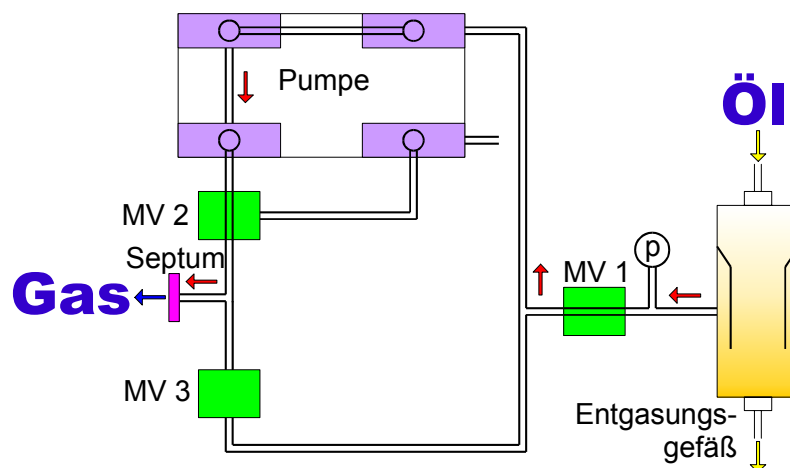 Pumpe
Öl
MV 2
Septum
Gas
MV 1
p
MV 3
Entgasungs-
gefäß